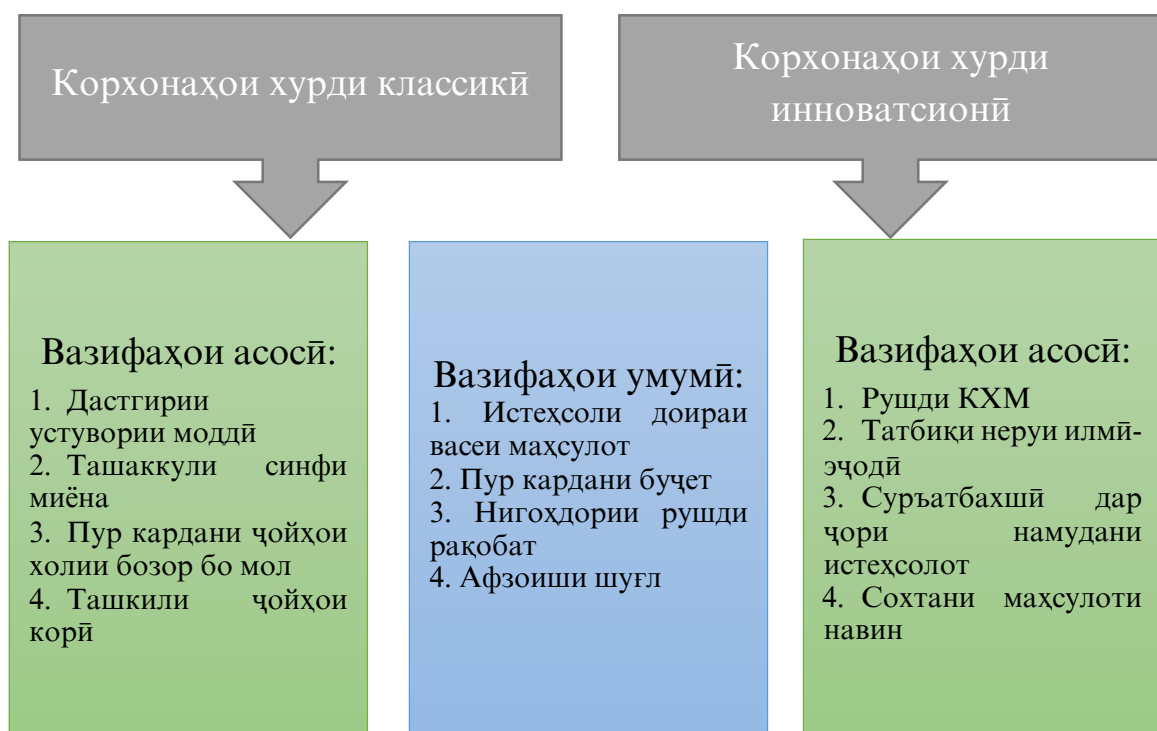 Корхонаҳои хурди классикӣ
Корхонаҳои хурди
инноватсионӣ
Вазифаҳои асосӣ:
1. Дастгирии
устувории моддӣ
2. Ташаккули синфи
миёна
3. Пур кардани ҷойҳои
холии бозор бо мол
4. Ташкили ҷойҳои
корӣ
Вазифаҳои умумӣ:
1. Истеҳсоли доираи
васеи маҳсулот
2. Пур кардани буҷет
3. Нигоҳдории рушди
рақобат
4. Афзоиши шуғл
Вазифаҳои асосӣ:
1. Рушди КХМ
2. Татбиқи неруи илмӣ-
эҷодӣ
3. Суръатбахшӣ дар
ҷори намудани
истеҳсолот
4. Сохтани маҳсулоти
навин